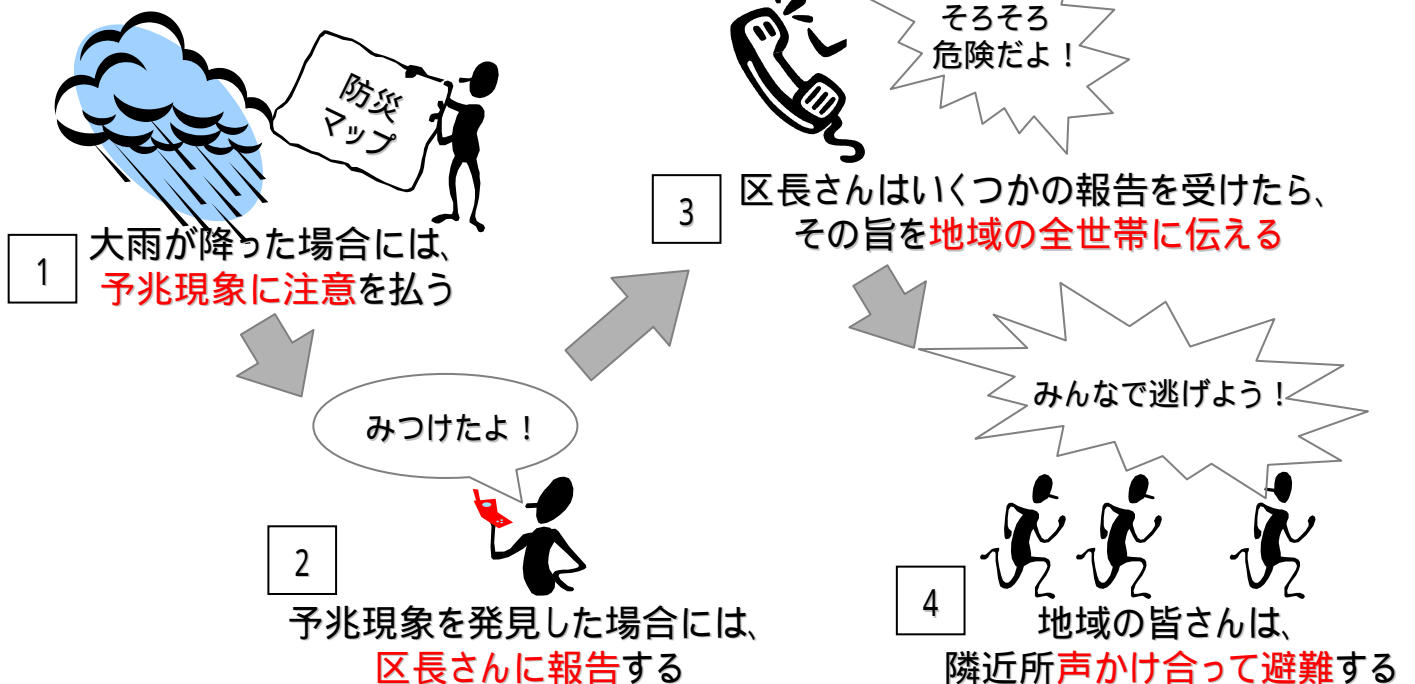 防災
マップ
1
大雨が降った場合には、
予兆現象に注意を払う
みつけたよ！
2
予兆現象を発見した場合には、
区長さんに報告する
そろそろ
危険だよ！
3
区長さんはいくつかの報告を受けたら、
その旨を地域の全世帯に伝える
みんなで逃げよう！
4
地域の皆さんは、
隣近所声かけ合って避難する